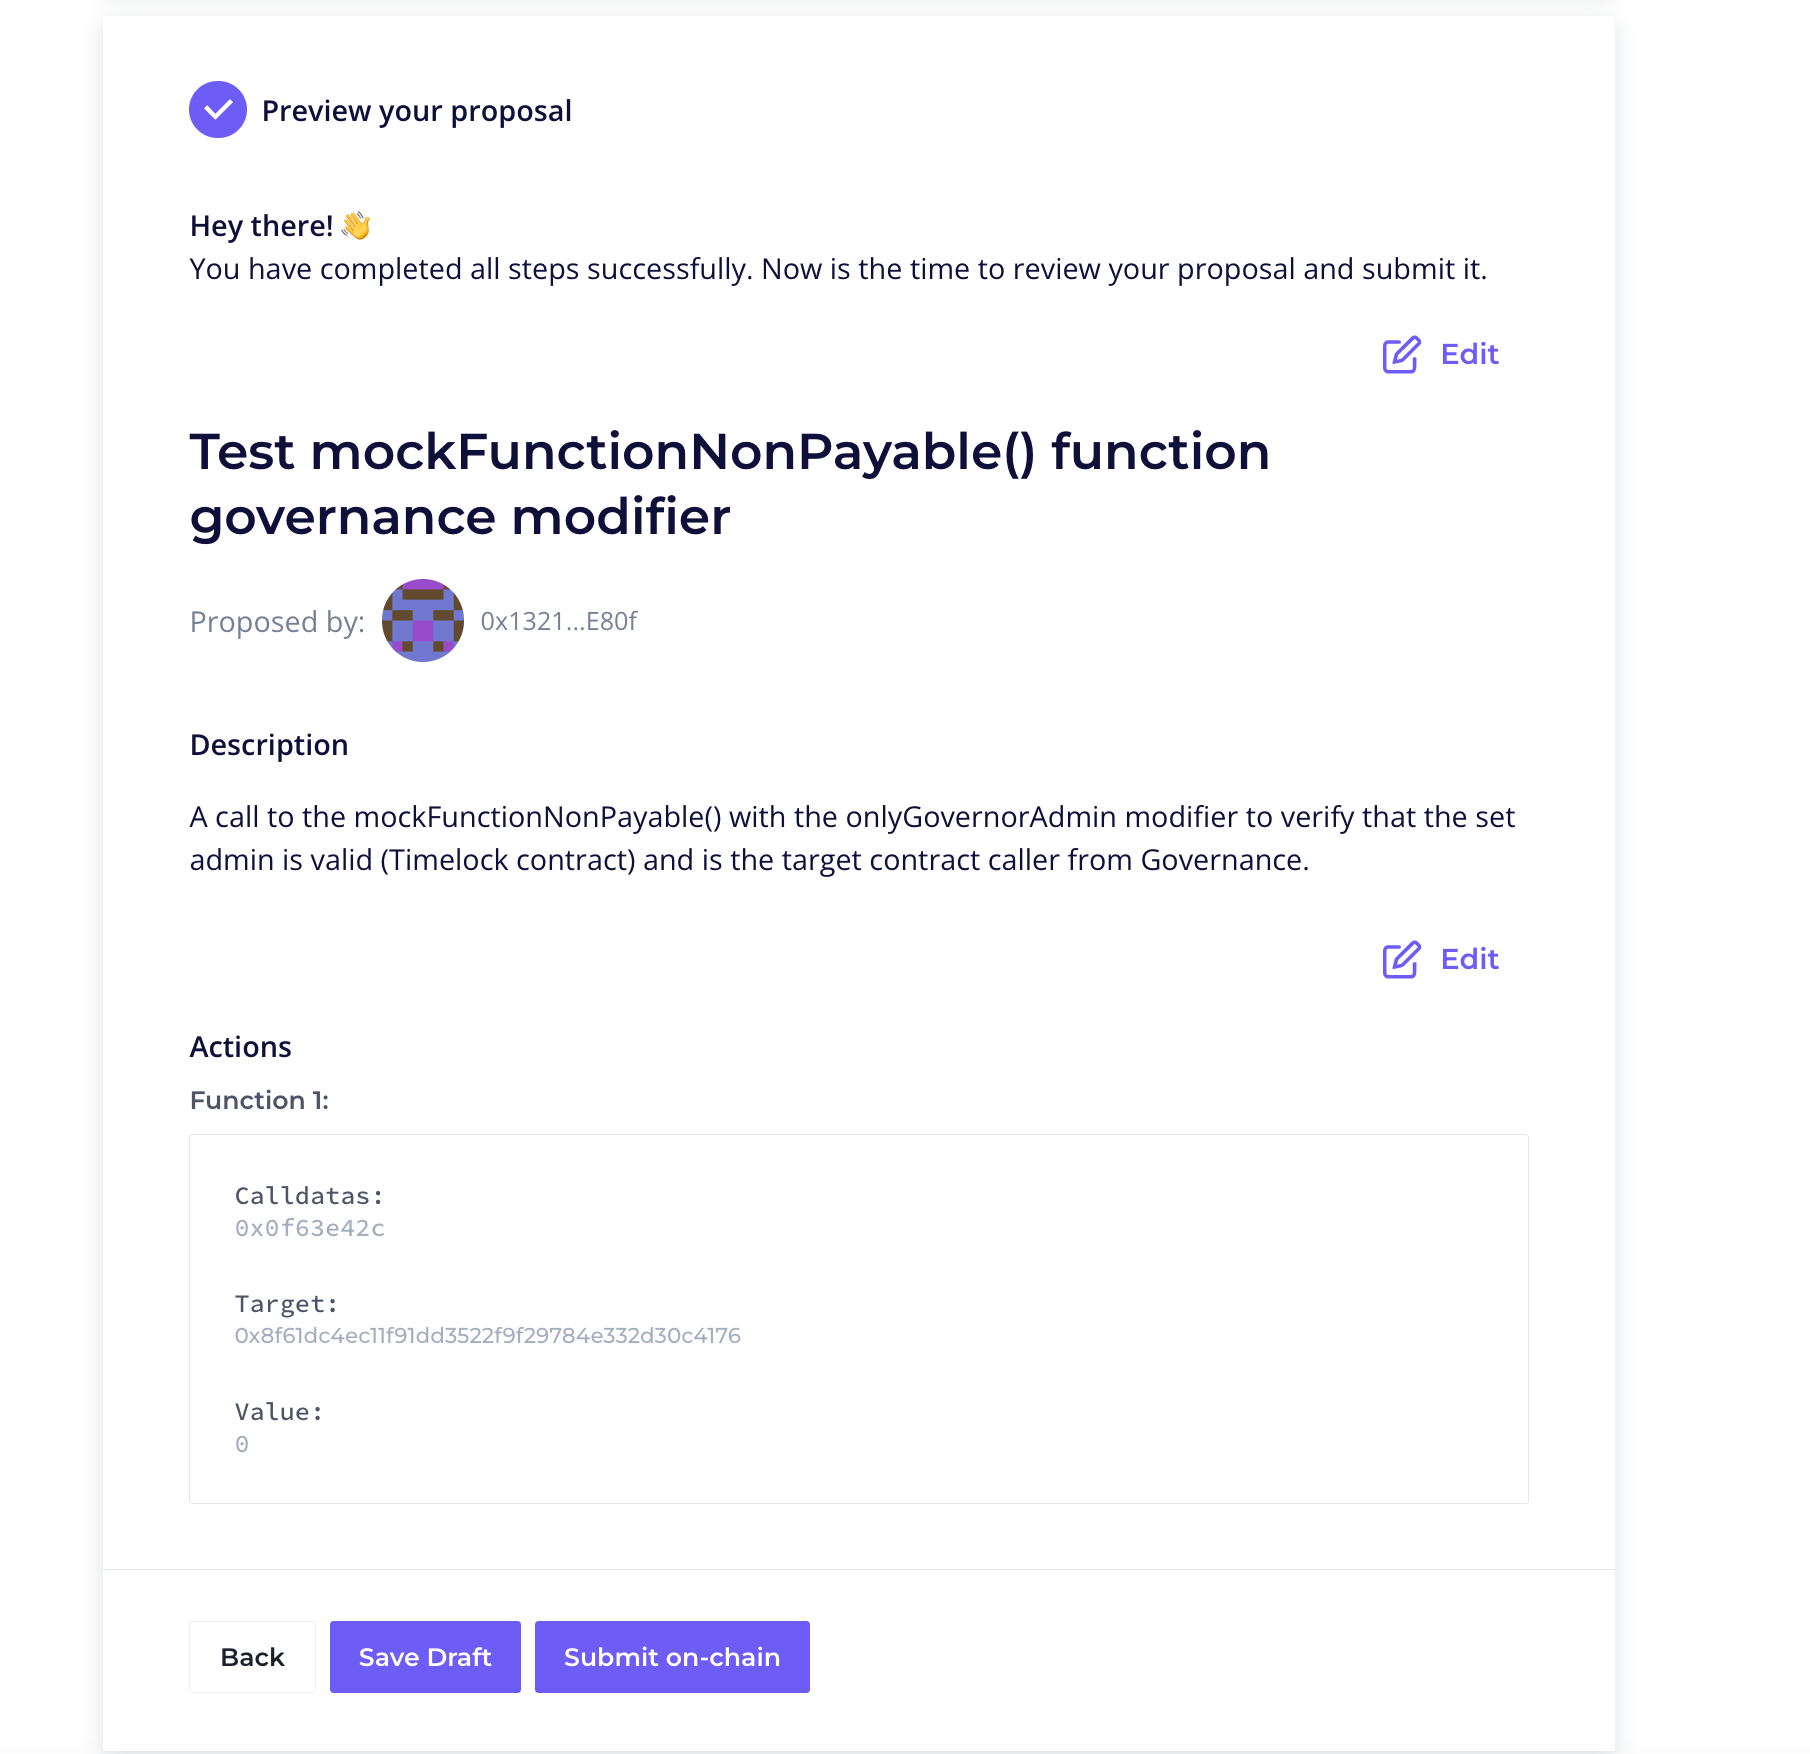 Preview your proposal
Hey there! 👋
You have completed all steps successfully. Now is the time to review your proposal and submit it.
Edit
Test mockFunctionNonPayable() function
governance modifier
Proposed by: 0x1321...E80f
Description
A call to the mockFunctionNonPayable() with the onlyGovernorAdmin modifier to verify that the set
admin is valid (Timelock contract) and is the target contract caller from Governance.
Edit
Actions
Function 1:
Calldatas:
0x0f63e42c
Target:
0x8f61dc4ec11f91dd3522f9f29784e332d30c4176
Value:
0
Back
Save Draft
Submit on-chain